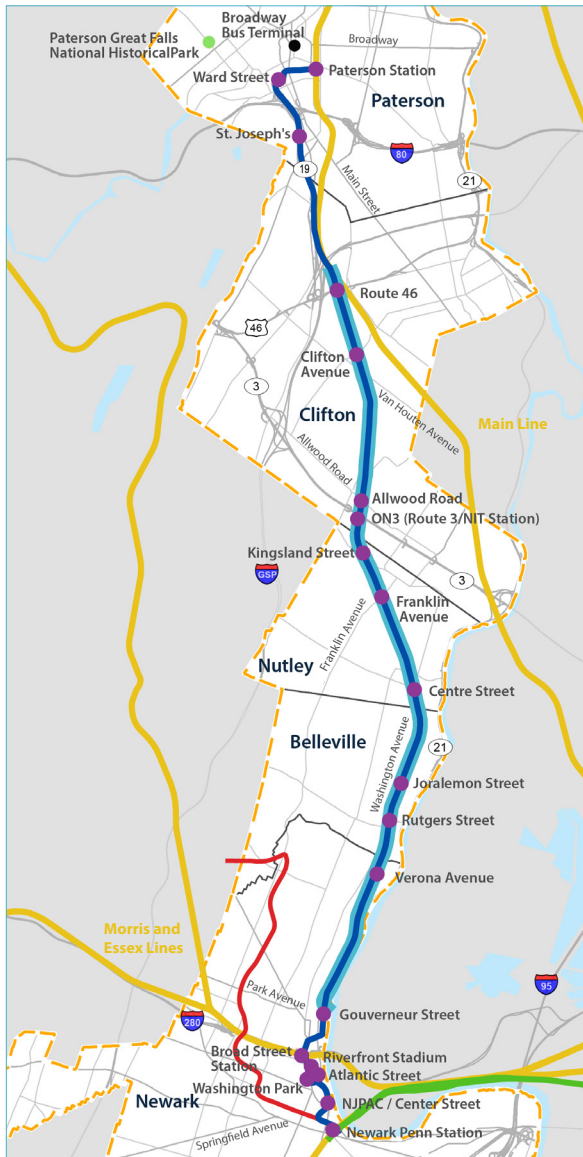 Broadway
Bus Terminal
Paterson Great Falls
National HistoricalPark
Broadway
Ward Street
Paterson Station
Paterson
St. Joseph's
80
19
21
Main Street
Route 46
46
Clifton
Avenue
3
Van Houten Avenue
Clifton
Main Line
Allwood Road
Allwood Road
ON3 (Route 3/NIT Station)
Kingsland Street
GSP
3
Franklin
Avenue
Franklin Avenue
Nutley
Centre Street
Belleville
21
Washington Avenue
Joralemon Street
Rutgers Street
Verona Avenue
Morris and
Essex Lines
95
Park Avenue
Gouverneur Street
280
Broad Street
Station
Riverfront Stadium
Atlantic Street
Washington Park
Newark
NJPAC / Center Street
Springfield Avenue
Newark Penn Station